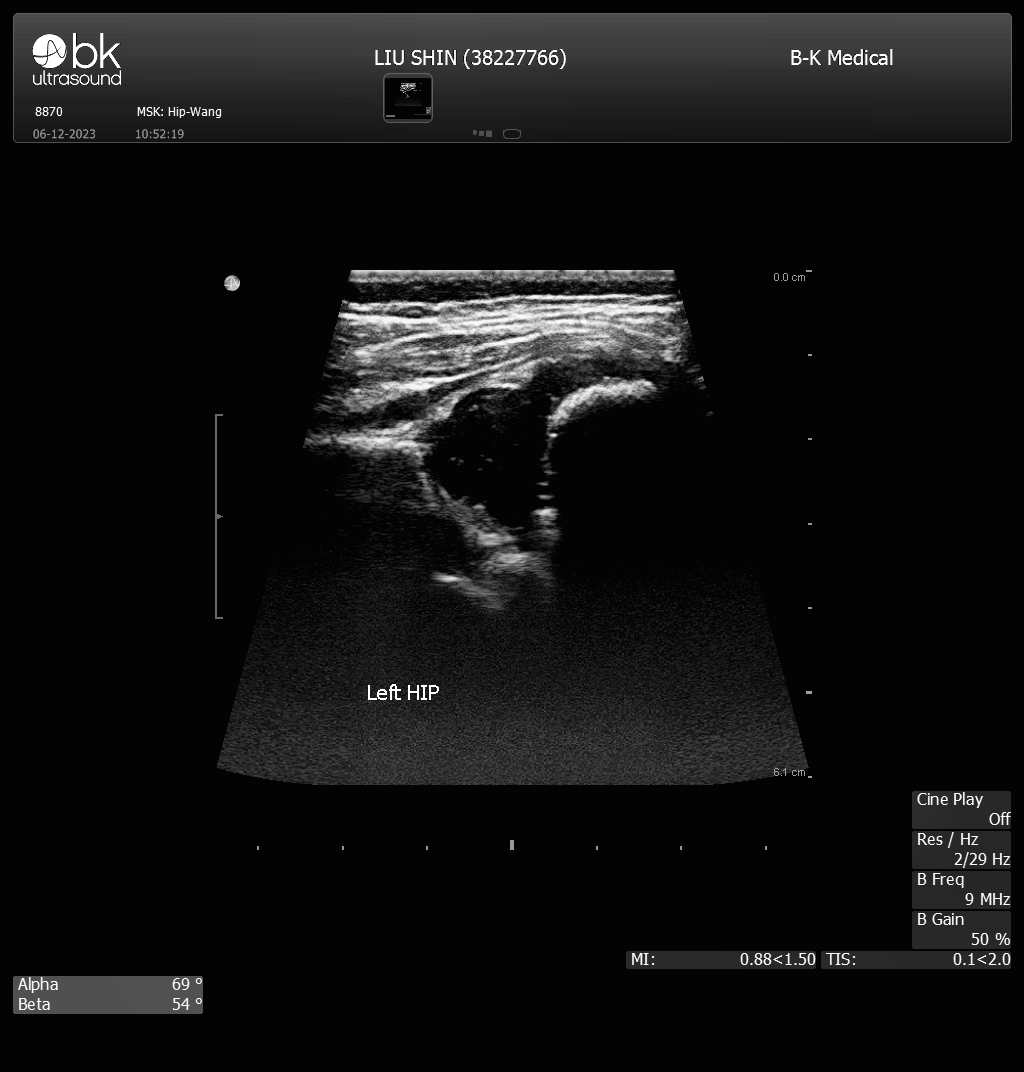 bk
ultrasound
LIU SHIN (38227766)
B-K Medical
8870
MSK: Hip-Wang
06-12-2023
10:52:19
0.0 cm
Left HIP
6.1 cm
Cine Play
Off
Res / Hz
2/29 Hz
B Freq
9 MHz
B Gain
50 %
MI: 0.88<1.50 TIS: 0.1<2.0
Alpha 69 º
Beta 54 º